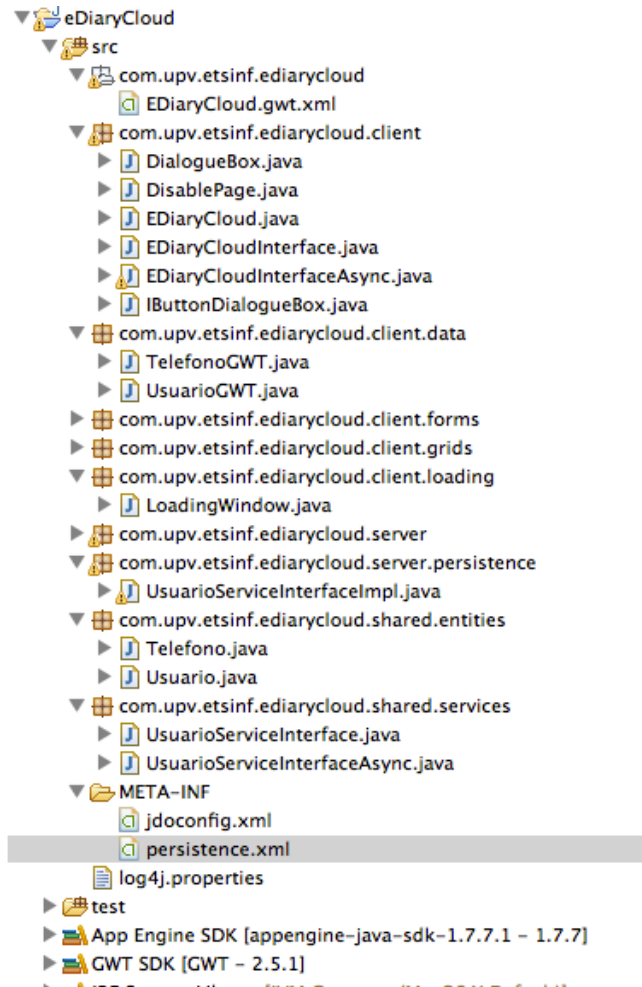 eDiaryCloud
src
com.upv.etsinf.ediarycloud
EDiaryCloud.gwt.xml
com.upv.etsinf.ediarycloud.client
DialogueBox.java
DisablePage.java
EDiaryCloud.java
EDiaryCloudInterface.java
EDiaryCloudInterfaceAsync.java
IButtonDialogueBox.java
com.upv.etsinf.ediarycloud.client.data
TelefonoGWT.java
UsuarioGWT.java
com.upv.etsinf.ediarycloud.client.forms
com.upv.etsinf.ediarycloud.client.grids
com.upv.etsinf.ediarycloud.client.loading
LoadingWindow.java
com.upv.etsinf.ediarycloud.server
com.upv.etsinf.ediarycloud.server.persistence
UsuarioServiceInterfaceImpl.java
com.upv.etsinf.ediarycloud.shared.entities
Telefono.java
Usuario.java
com.upv.etsinf.ediarycloud.shared.services
UsuarioServiceInterface.java
UsuarioServiceInterfaceAsync.java
META-INF
jdoconfig.xml
persistence.xml
log4j.properties
test
App Engine SDK [appengine-java-sdk-1.7.7.1 - 1.7.7]
GWT SDK [GWT - 2.5.1]